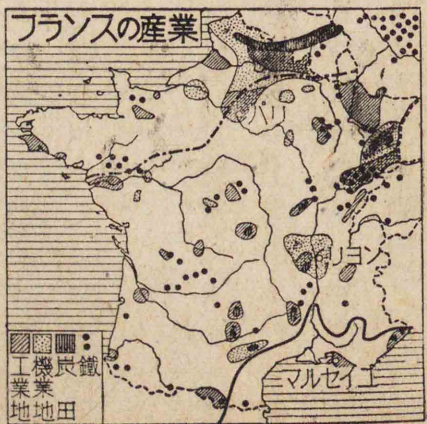 フランスの産業
パリ
リヨン
マルセイユ
鐵
炭田
機業地
工業地